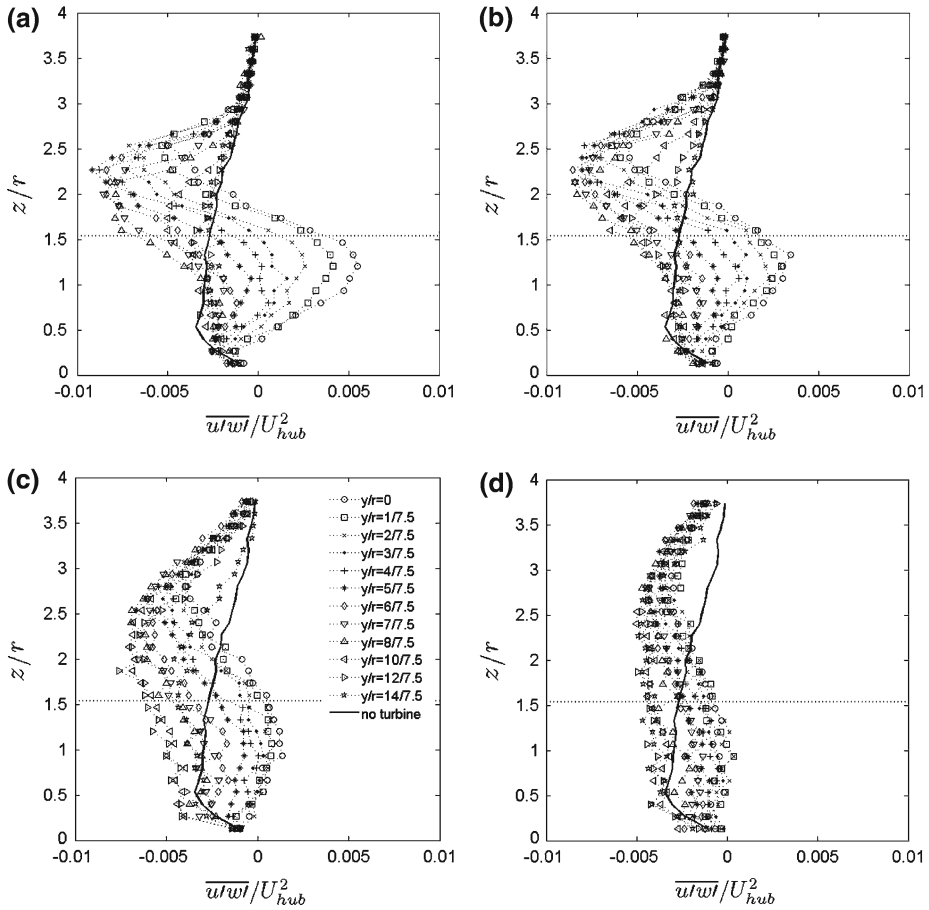 (a)
4
3.5
3
2.5
2
1.5
1
0.5
0
z/r
-0.01
-0.005
0
0.005
0.01
u′w′/U²hub
(b)
4
3.5
3
2.5
2
1.5
1
0.5
0
z/r
-0.01
-0.005
0
0.005
0.01
u′w′/U²hub
(c)
4
3.5
3
2.5
2
1.5
1
0.5
0
z/r
y/r=0
y/r=1/7.5
y/r=2/7.5
y/r=3/7.5
y/r=4/7.5
y/r=5/7.5
y/r=6/7.5
y/r=7/7.5
y/r=8/7.5
y/r=10/7.5
y/r=12/7.5
y/r=14/7.5
no turbine
-0.01
-0.005
0
0.005
0.01
u′w′/U²hub
(d)
4
3.5
3
2.5
2
1.5
1
0.5
0
z/r
-0.01
-0.005
0
0.005
0.01
u′w′/U²hub